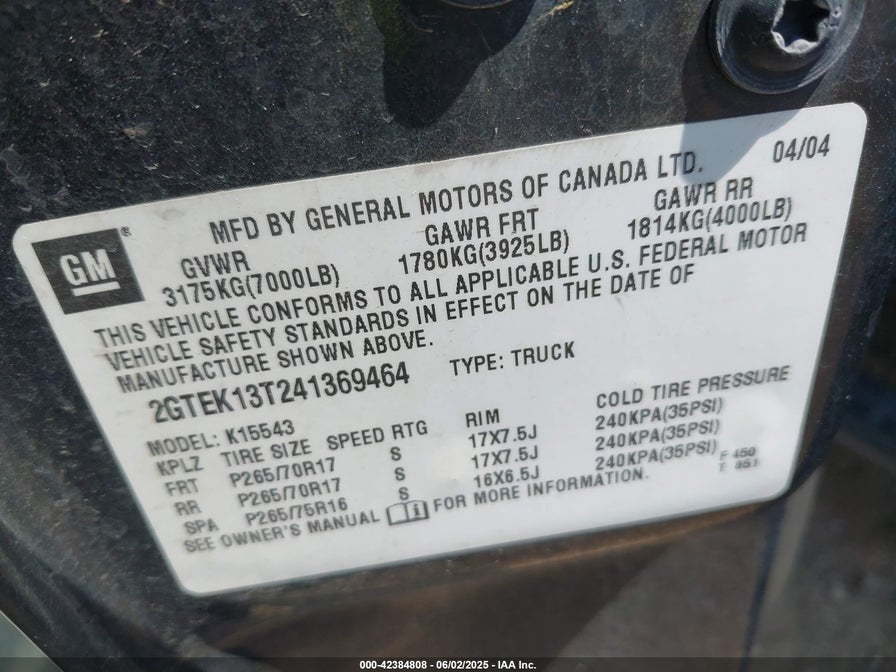 MFD BY GENERAL MOTORS OF CANADA LTD. 04/04
GM®
GVWR GAWR FRT GAWR RR
3175KG(7000LB) 1780KG(3925LB) 1814KG(4000LB)
THIS VEHICLE CONFORMS TO ALL APPLICABLE U.S. FEDERAL MOTOR
VEHICLE SAFETY STANDARDS IN EFFECT ON THE DATE OF
MANUFACTURE SHOWN ABOVE.
2GTEK13T241369464 TYPE: TRUCK
MODEL: K15543
KPLZ TIRE SIZE SPEED RTG RIM COLD TIRE PRESSURE
FRT P265/70R17 S 17X7.5J 240KPA(35PSI)
RR P265/70R17 S 17X7.5J 240KPA(35PSI)
SPA P265/75R16 S 16X6.5J 240KPA(35PSI)
SEE OWNER'S MANUAL FOR MORE INFORMATION.
F 450
000-42384808 - 06/02/2025 - IAA Inc.